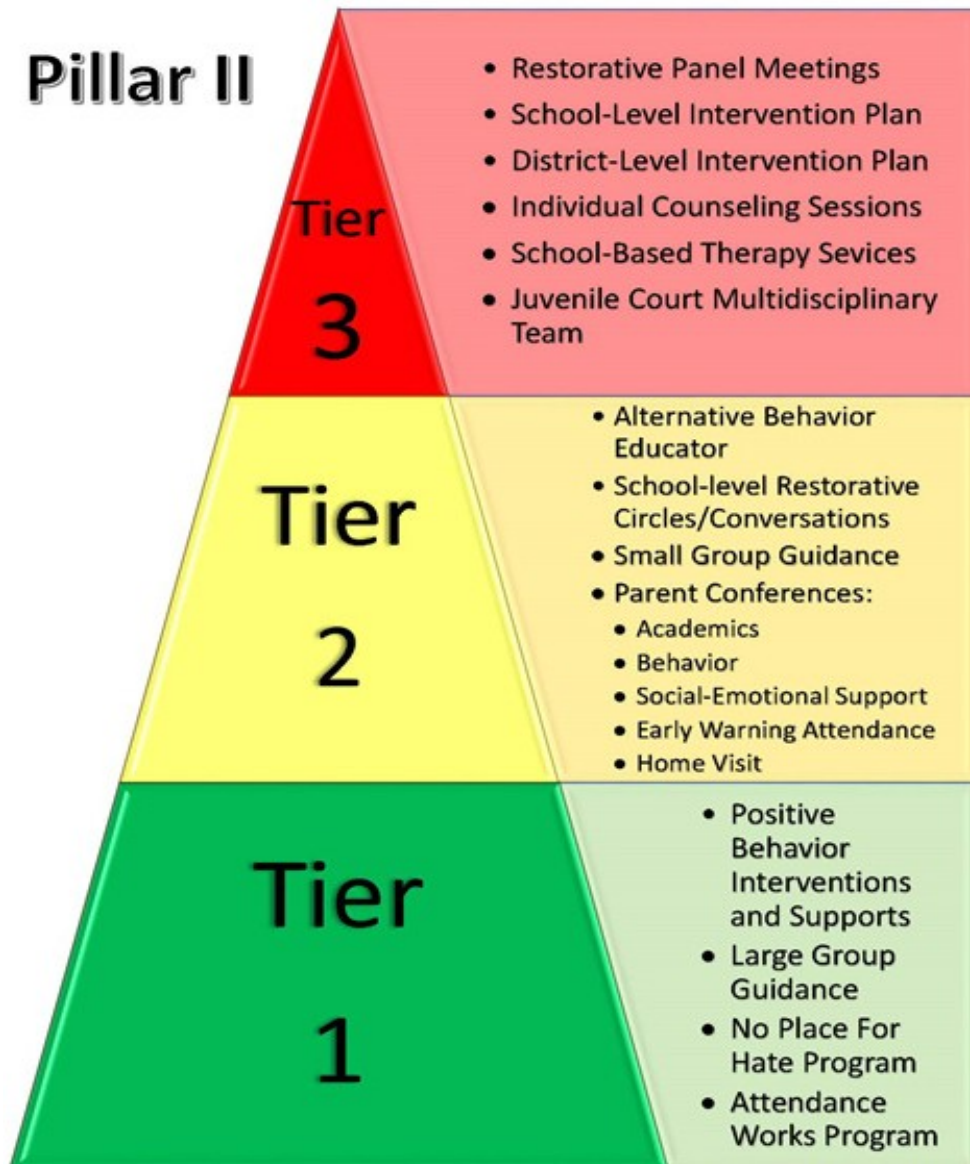 Pillar II
Tier
3
• Restorative Panel Meetings
• School-Level Intervention Plan
• District-Level Intervention Plan
• Individual Counseling Sessions
• School-Based Therapy Sevices
• Juvenile Court Multidisciplinary
Team
Tier
2
• Alternative Behavior
Educator
• School-level Restorative
Circles/Conversations
• Small Group Guidance
• Parent Conferences:
• Academics
• Behavior
• Social-Emotional Support
• Early Warning Attendance
• Home Visit
Tier
1
• Positive
Behavior
Interventions
and Supports
• Large Group
Guidance
• No Place For
Hate Program
• Attendance
Works Program